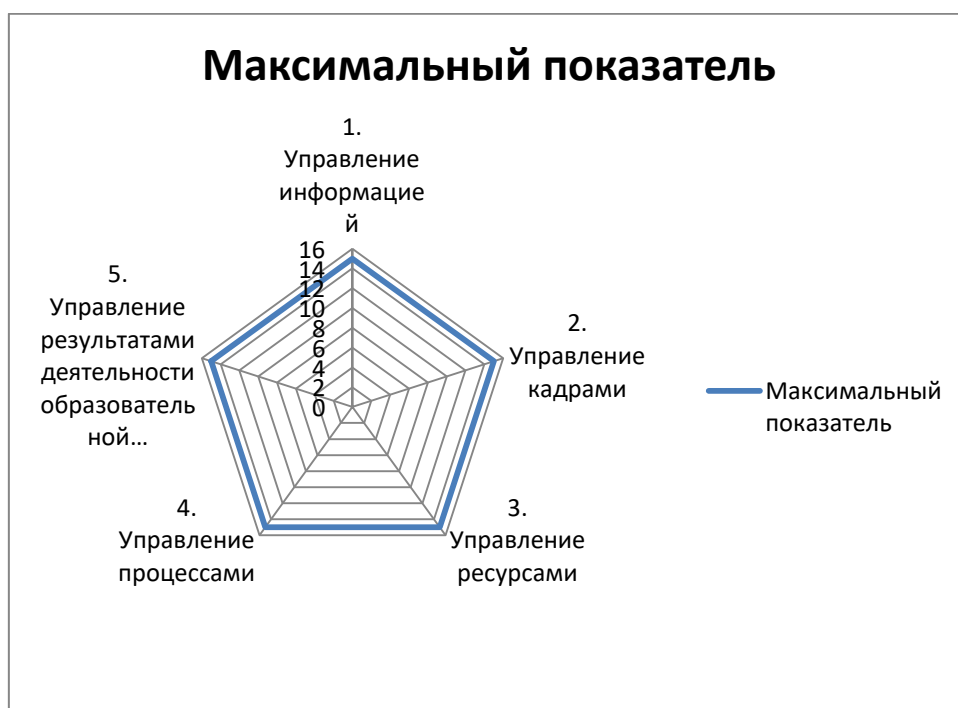 Максимальный показатель
1.
Управление
информацие
й
16
14
12
10
8
6
4
2
0
2.
Управление
кадрами
3.
Управление
ресурсами
4.
Управление
процессами
5.
Управление
результатами
деятельности
образователь
ной…
Максимальный
показатель